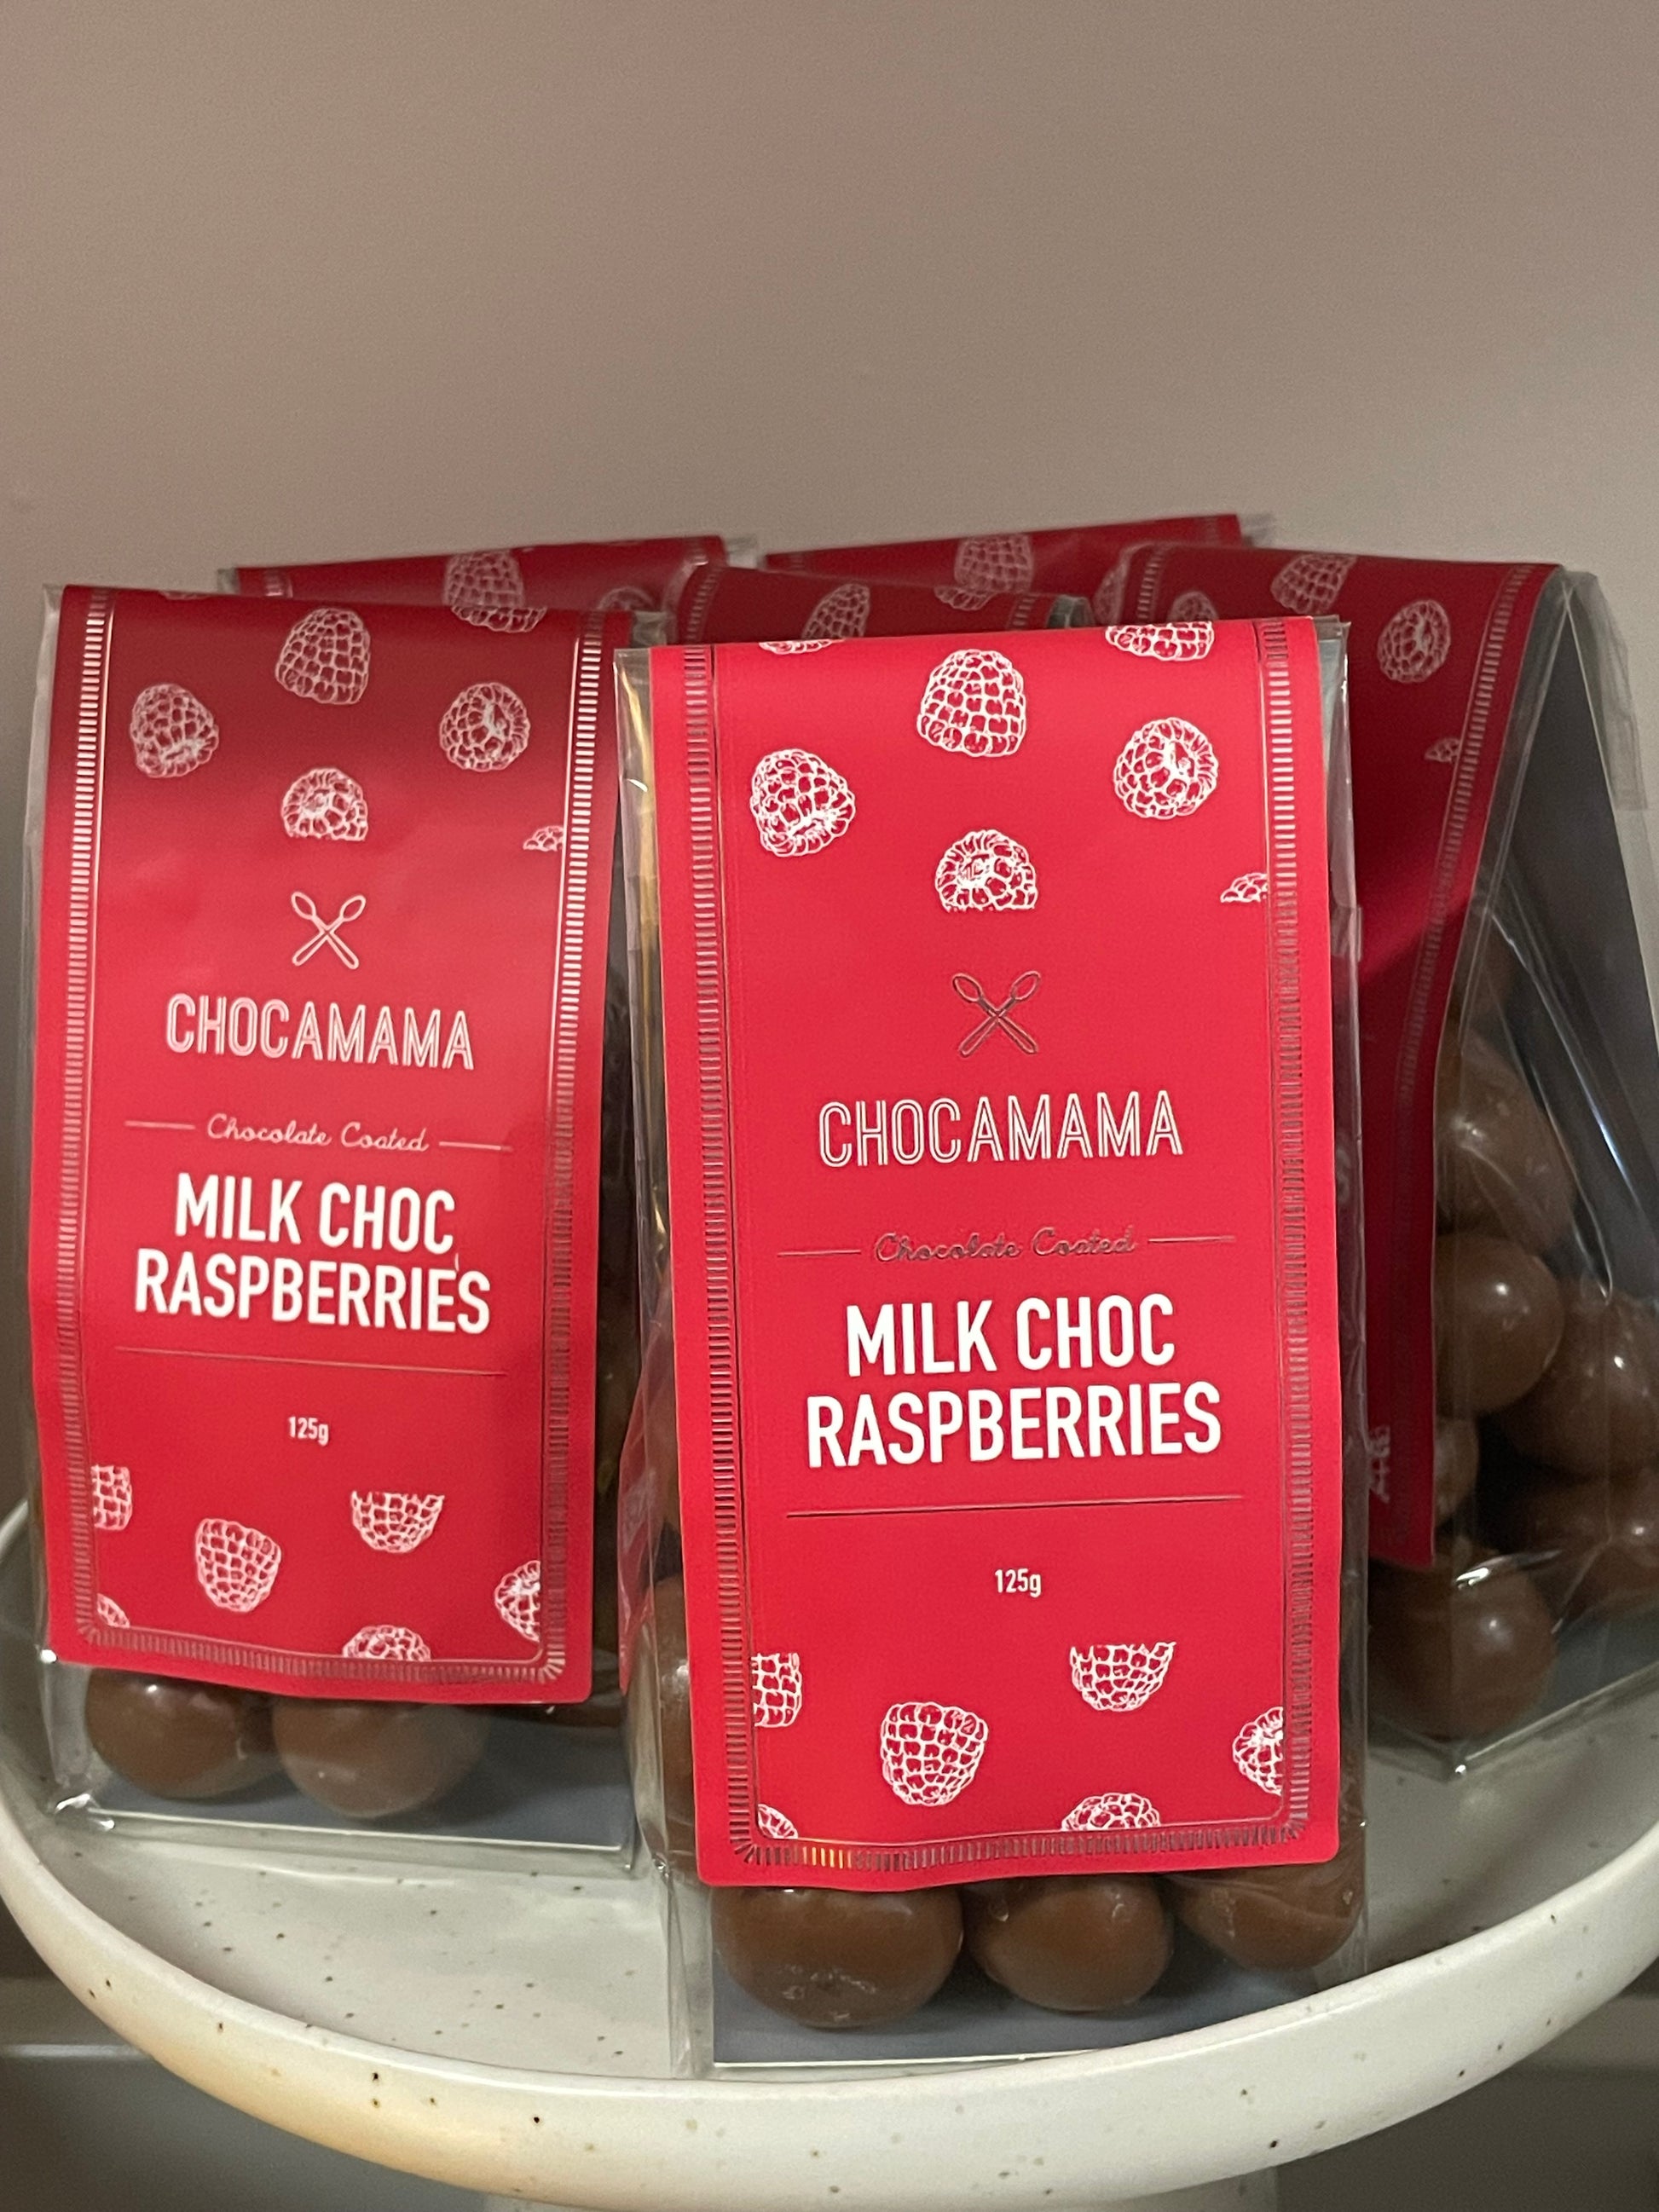 CHOCAMAMA
Chocolate Coated
MILK CHOC
RASPBERRIES
125g
CHOCAMAMA
Chocolate Coated
MILK CHOC
RASPBERRIES
125g